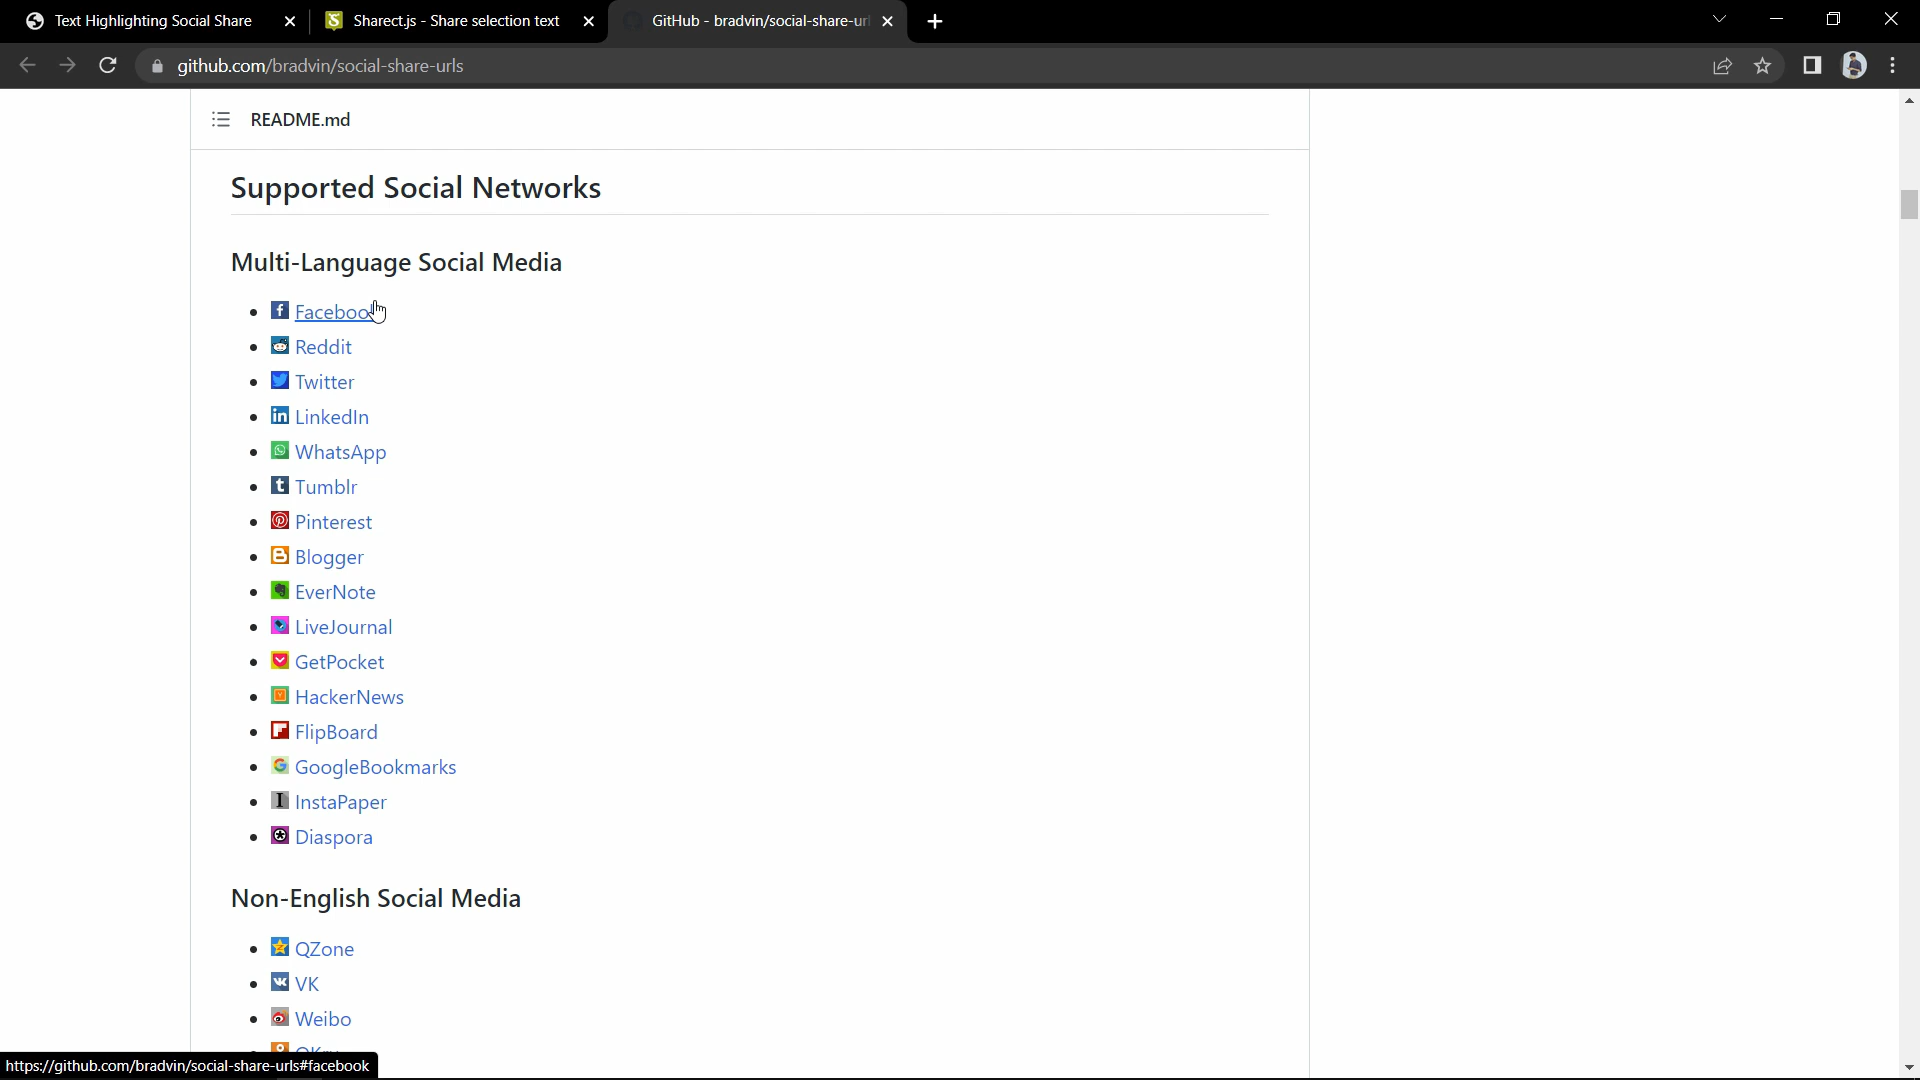 Text Highlighting Social Share
Sharect.js - Share selection text
GitHub - bradvin/social-share-url
github.com/bradvin/social-share-urls
README.md
Supported Social Networks
Multi-Language Social Media
Facebook
Reddit
Twitter
LinkedIn
WhatsApp
Tumblr
Pinterest
Blogger
EverNote
LiveJournal
GetPocket
HackerNews
FlipBoard
GoogleBookmarks
InstaPaper
Diaspora
Non-English Social Media
QZone
VK
Weibo
https://github.com/bradvin/social-share-urls#facebook